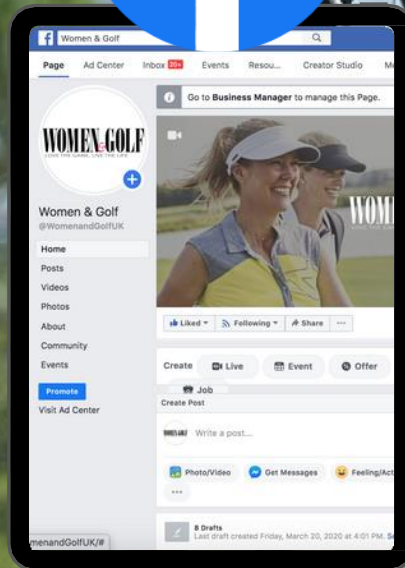 Women & Golf
Page Ad Center Inbox 20+ Events Resou... Creator Studio
Go to Business Manager to manage this Page.
WOMEN & GOLF
LOVE THE GAME, LIVE THE LIFE
Women & Golf
@WomenandGolfUK
Home
Posts
Videos
Photos
About
Community
Events
Promote
Visit Ad Center
WOM
Liked Following Share ...
Create Live Event Offer
Job
Create Post
Write a post...
Photo/Video Get Messages Feeling/Act
...
8 Drafts
Last draft created Friday, March 20, 2020 at 4:01 PM.
menandGolfUK/#